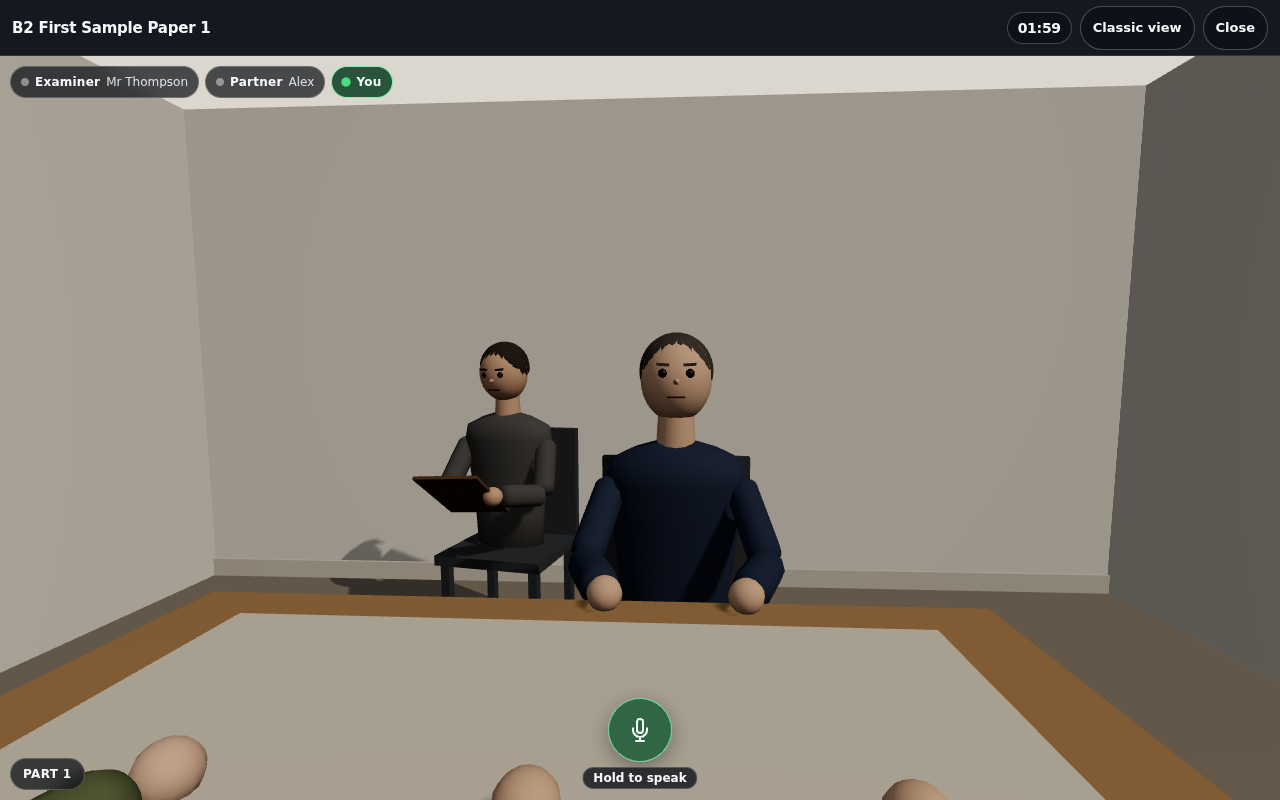 B2 First Sample Paper 1
01:59
Classic view
Close
Examiner Mr Thompson
Partner Alex
You
Hold to speak
PART 1